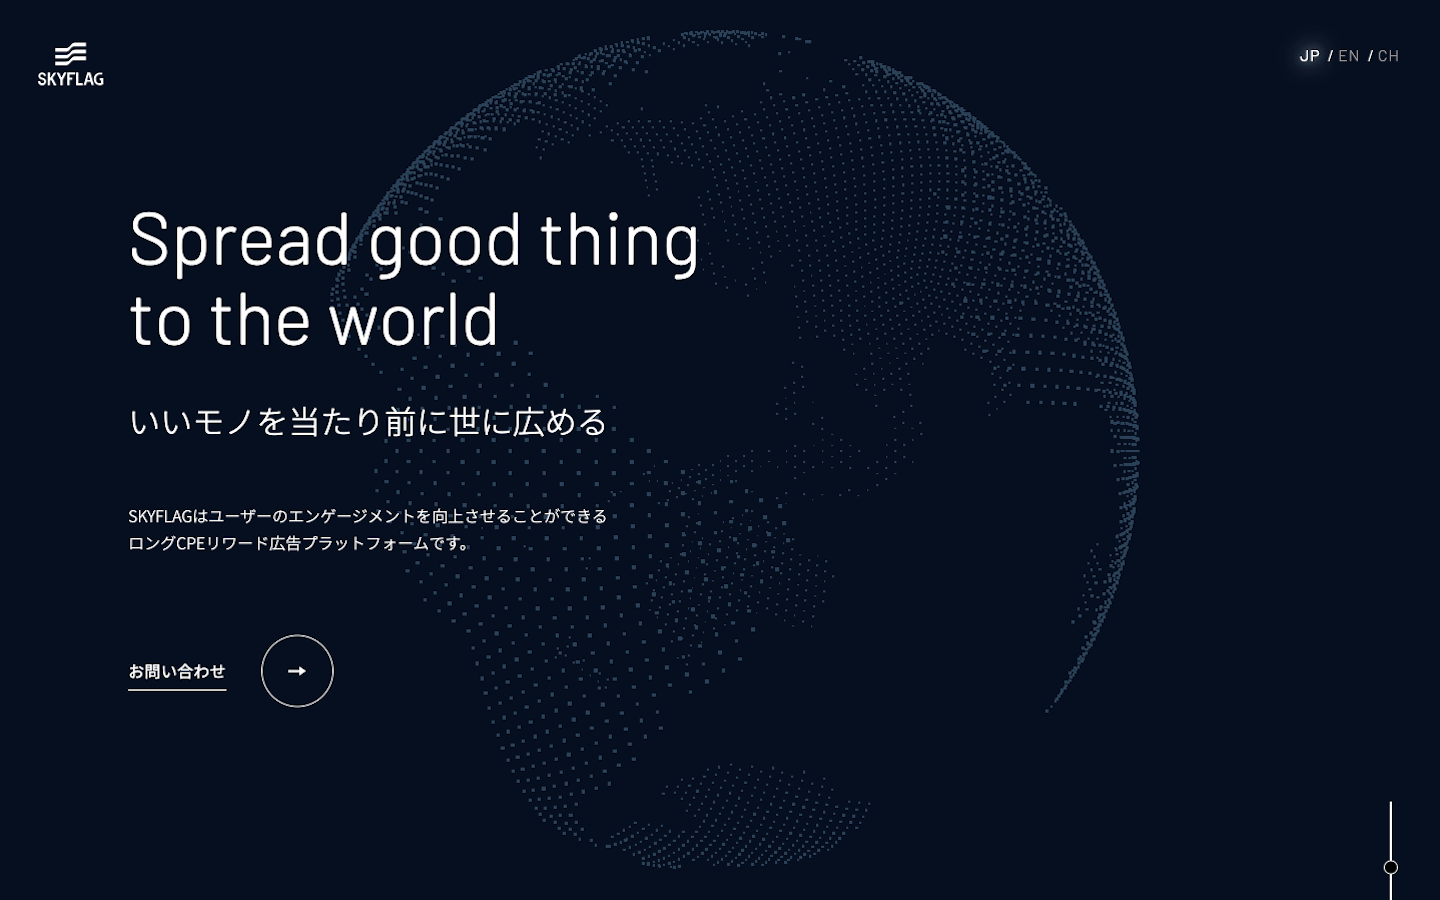 SKYFLAG
JP / EN / CH
Spread good thing
to the world
いいモノを当たり前に世に広める
SKYFLAGはユーザーのエンゲージメントを向上させることができる
ロングCPEリワード広告プラットフォームです。
お問い合わせ